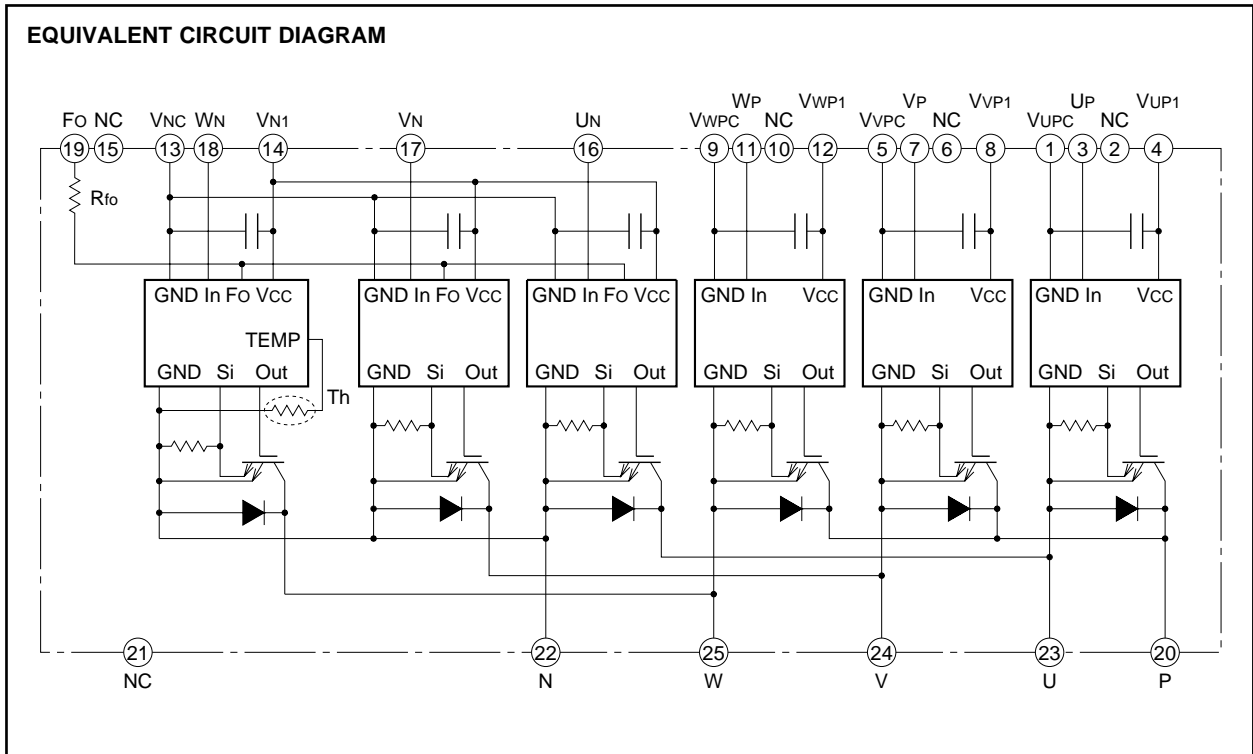 EQUIVALENT CIRCUIT DIAGRAM
WP VWP1 VP VVP1 UP VUP1
FO NC VNC WN VN1 VN UN VWPC NC VVPC NC VUPC NC
19 15 13 18 14 17 16 9 11 10 12 5 7 6 8 1 3 2 4
Rfo
GND In FO VCC GND In FO VCC GND In FO VCC GND In VCC GND In VCC GND In VCC
TEMP
GND Si Out GND Si Out GND Si Out GND Si Out GND Si Out GND Si Out
Th
21 22 25 24 23 20
NC N W V U P